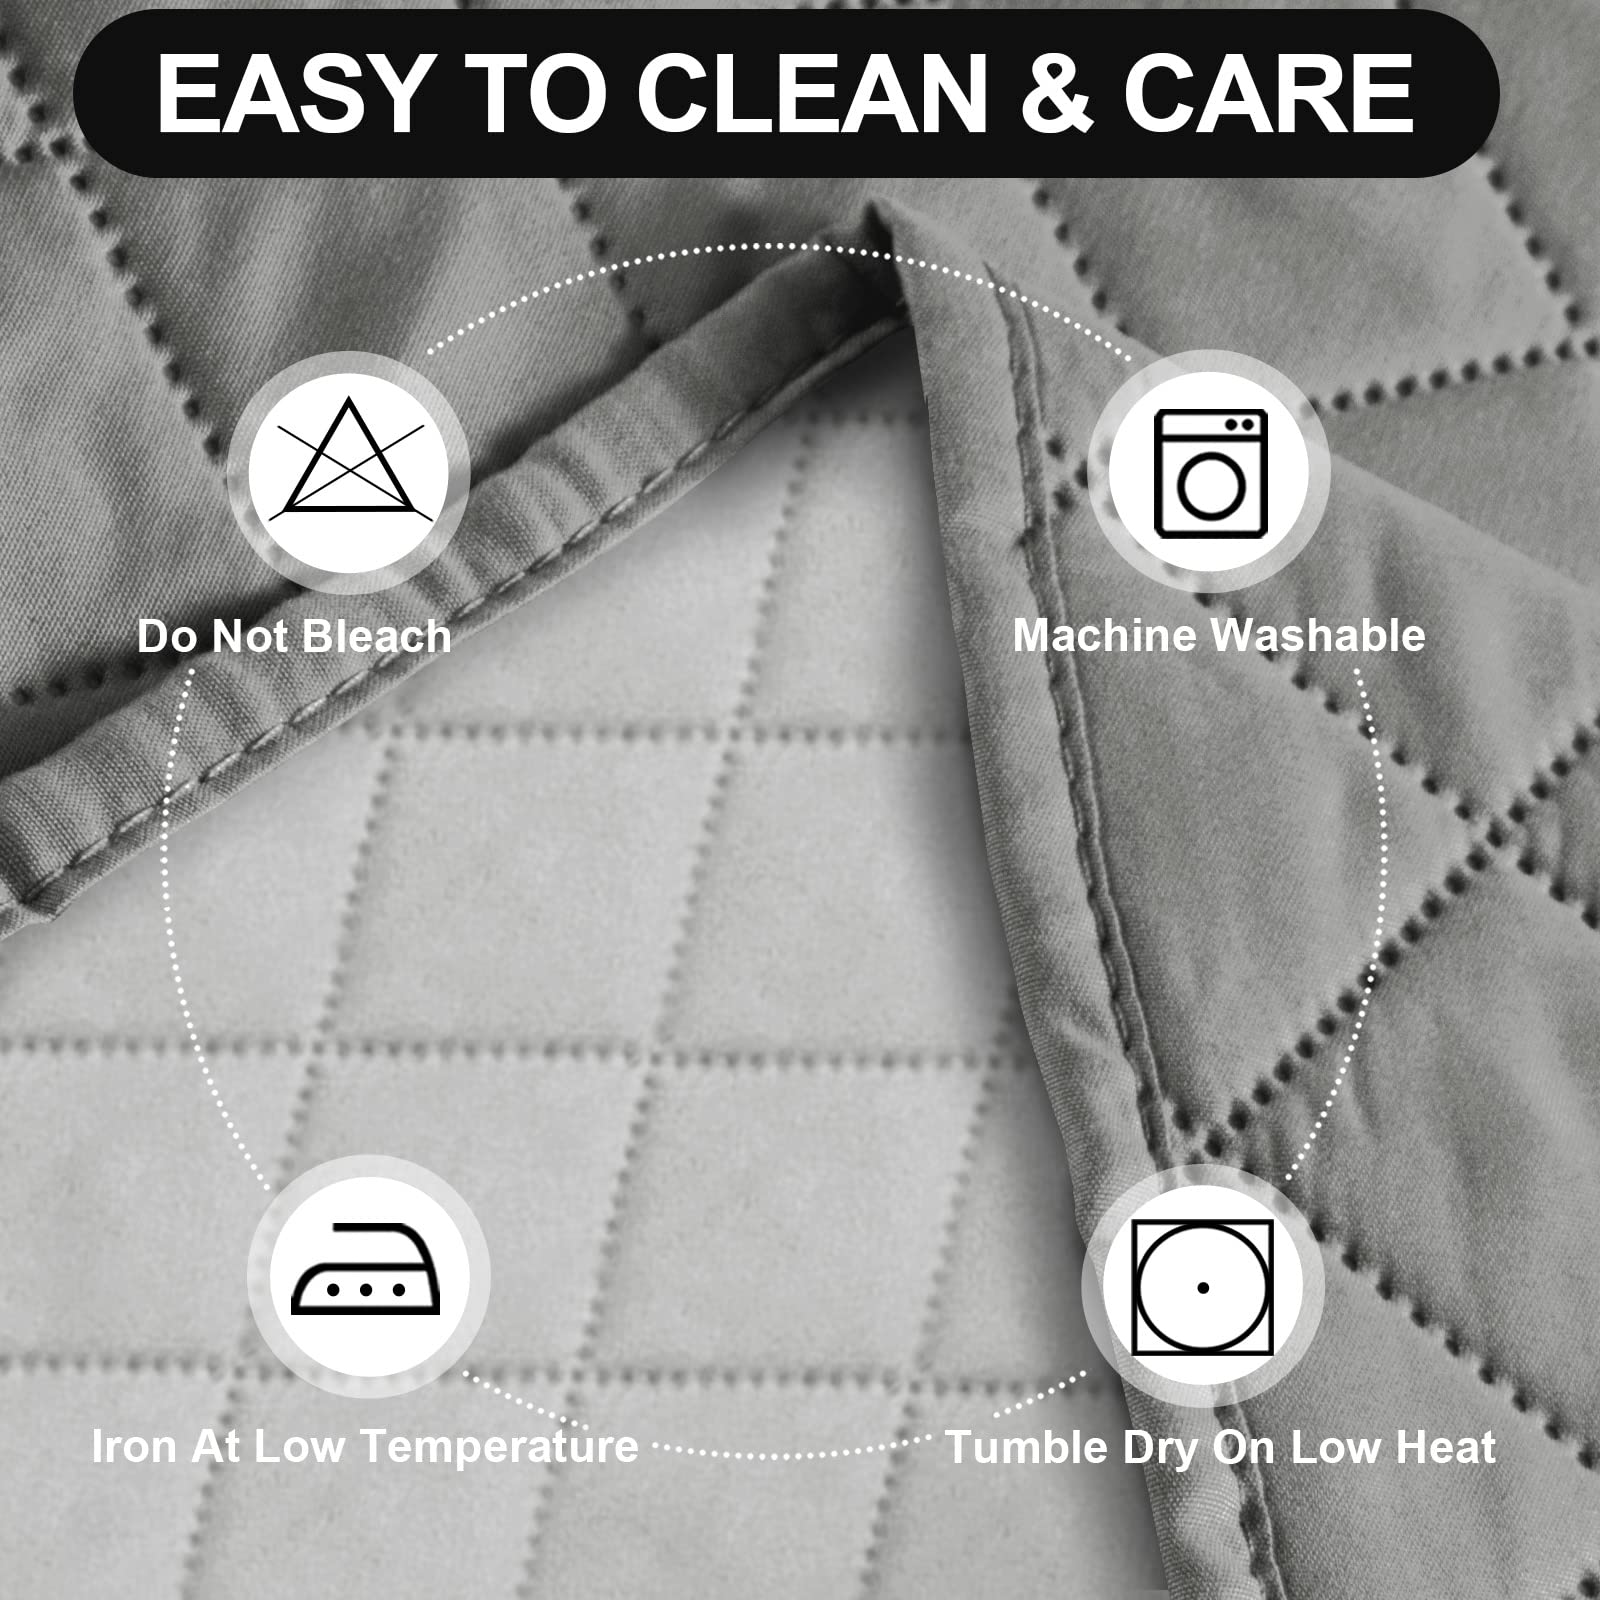 EASY TO CLEAN & CARE
Do Not Bleach
Machine Washable
Iron At Low Temperature
Tumble Dry On Low Heat